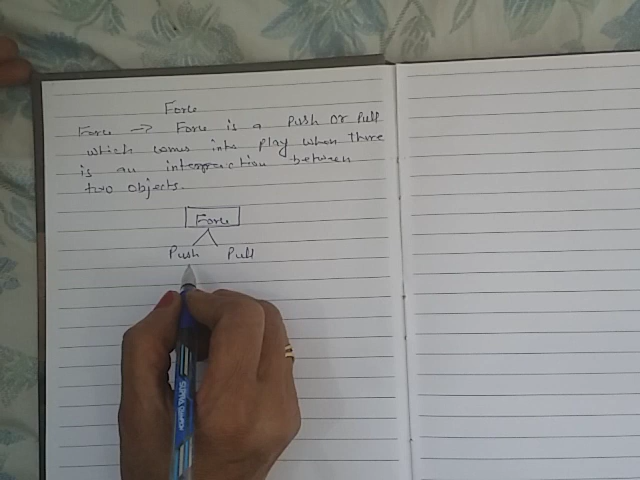 Force
Force → Force is a Push or Pull
which comes into play when there
is an interaction between
two objects.
Force
Push Pull